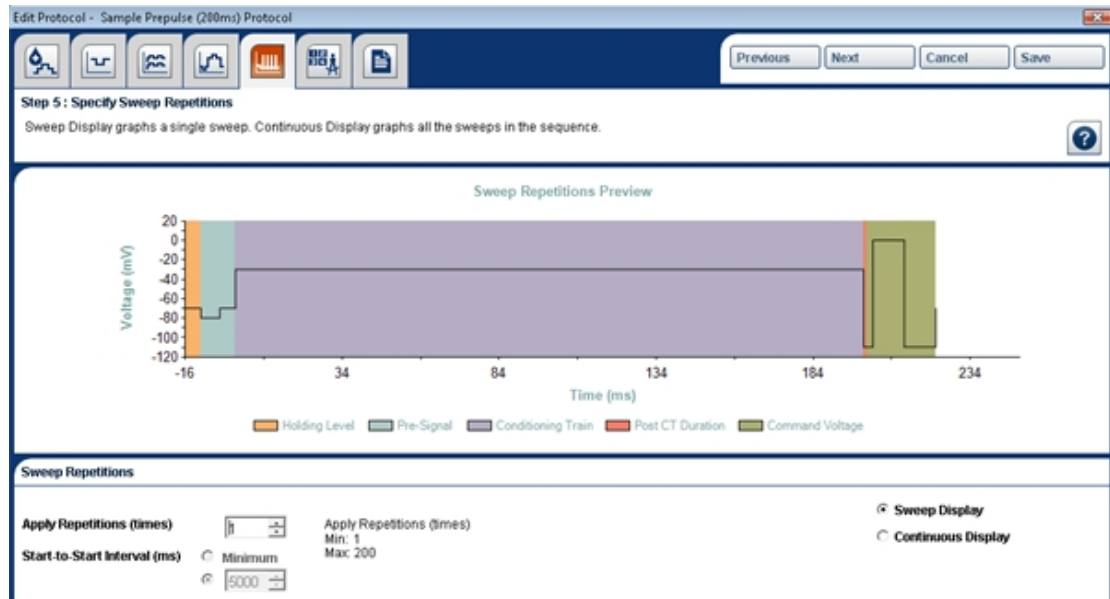 Edit Protocol - Sample Prepulse (200ms) Protocol
Previous Next Cancel Save
Step 5 : Specify Sweep Repetitions
Sweep Display graphs a single sweep. Continuous Display graphs all the sweeps in the sequence.
?
Sweep Repetitions Preview
Voltage (mV)
20
0
-20
-40
-60
-80
-100
-120
-16 34 84 134 184 234
Time (ms)
Holding Level Pre-Signal Conditioning Train Post CT Duration Command Voltage
Sweep Repetitions
Apply Repetitions (times) 1 Apply Repetitions (times)
Min: 1
Max: 200
Start-to-Start Interval (ms) Minimum
5000
Sweep Display
Continuous Display